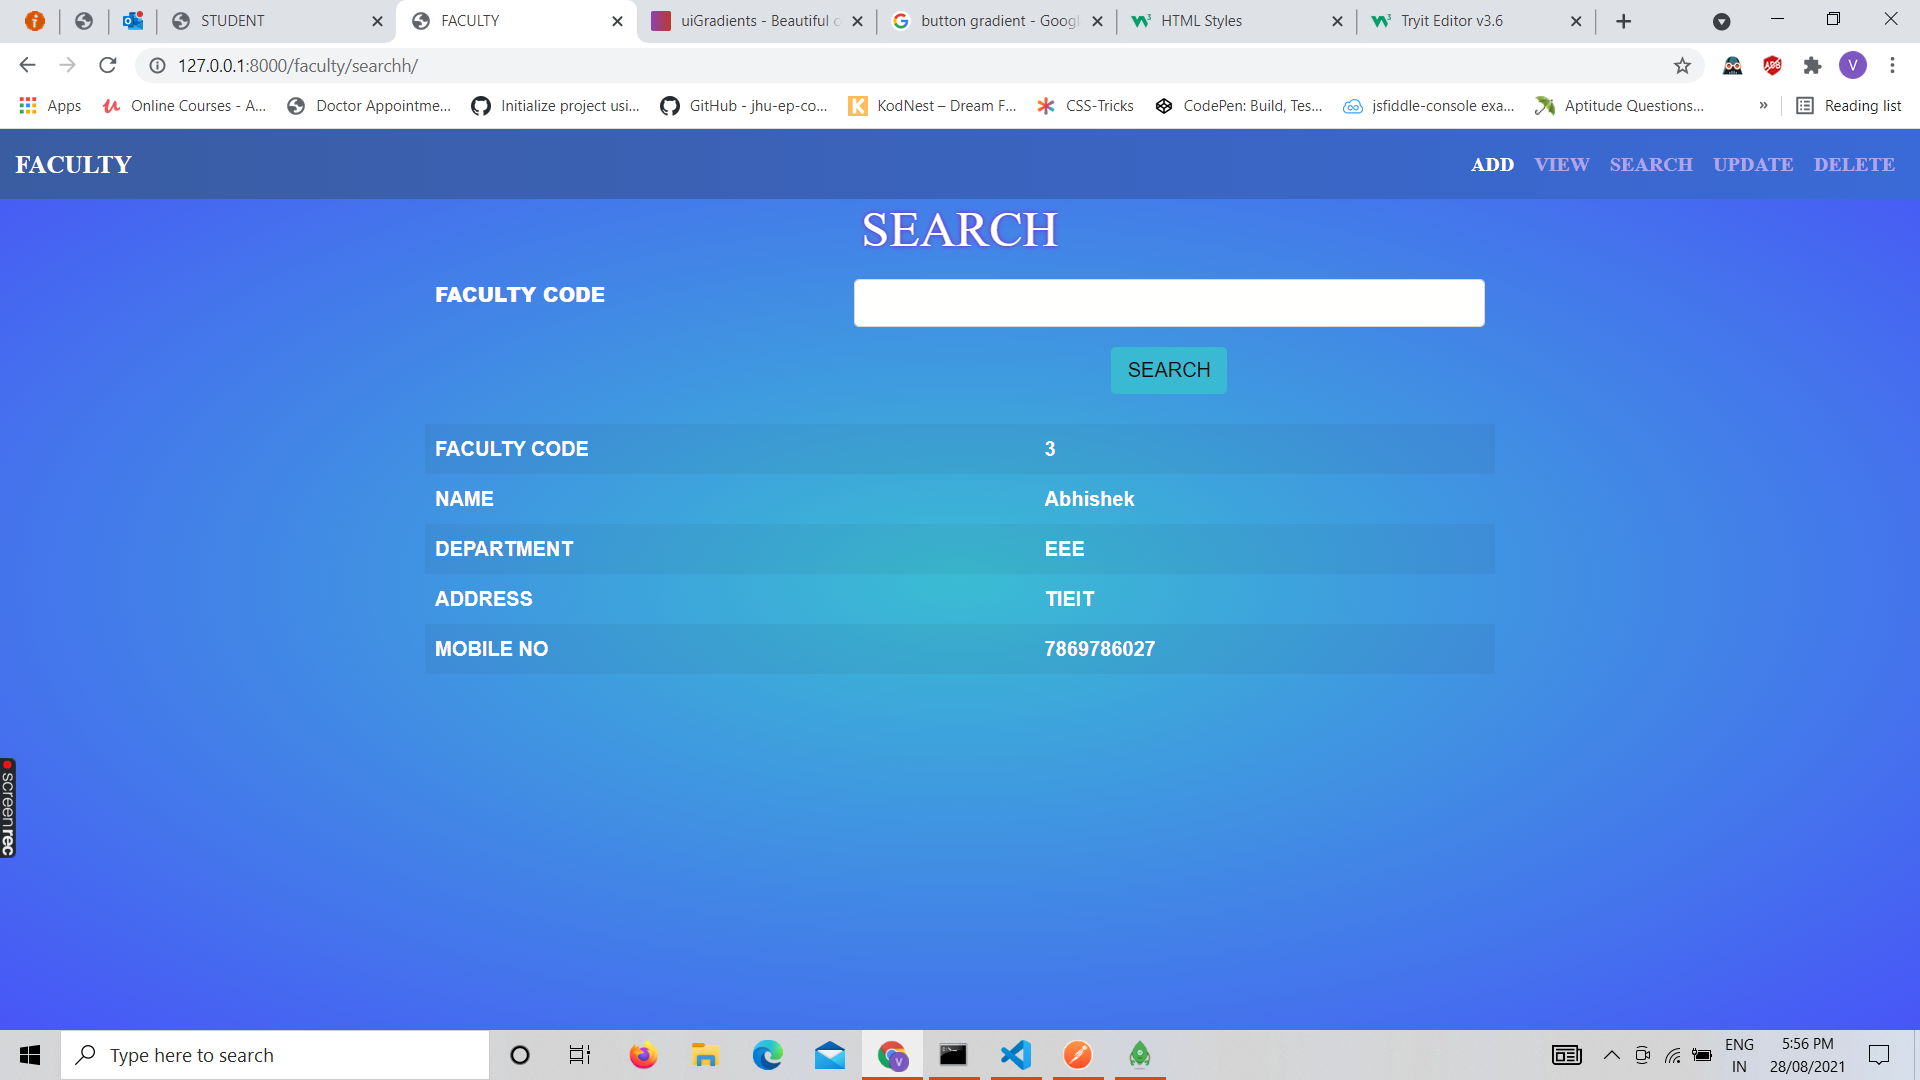 STUDENT
FACULTY
uiGradients - Beautiful c
button gradient - Googl
HTML Styles
Tryit Editor v3.6
127.0.0.1:8000/faculty/searchh/
V
Apps
Online Courses - A...
Doctor Appointme...
Initialize project usi...
GitHub - jhu-ep-co...
KodNest – Dream F...
CSS-Tricks
CodePen: Build, Tes...
jsfiddle-console exa...
Aptitude Questions...
»
Reading list
FACULTY
ADD VIEW SEARCH UPDATE DELETE
SEARCH
FACULTY CODE
SEARCH
FACULTY CODE 3
NAME Abhishek
DEPARTMENT EEE
ADDRESS TIEIT
MOBILE NO 7869786027
screenrec
Type here to search
ENG
IN
5:56 PM
28/08/2021